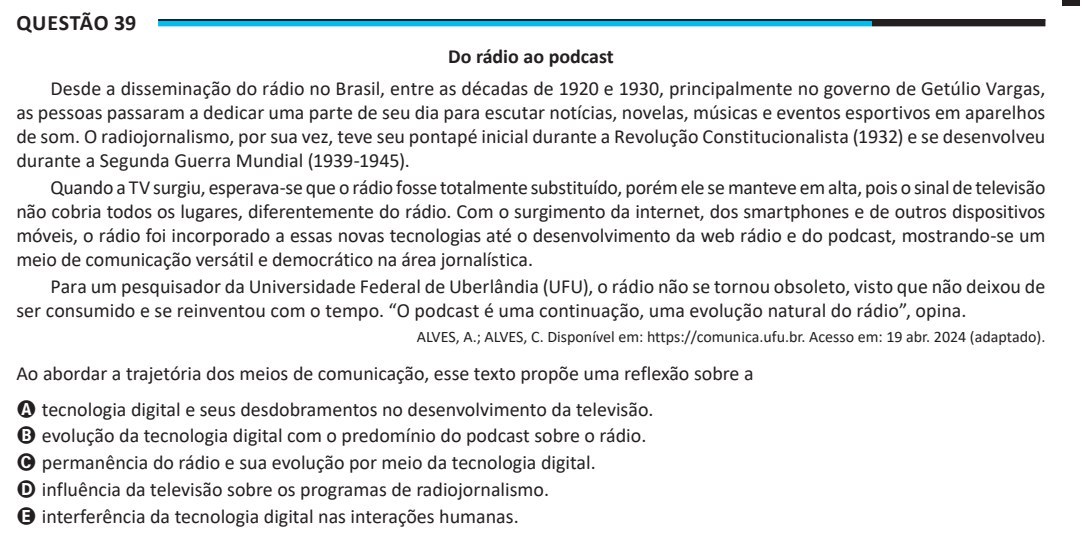 QUESTÃO 39
Do rádio ao podcast
Desde a disseminação do rádio no Brasil, entre as décadas de 1920 e 1930, principalmente no governo de Getúlio Vargas,
as pessoas passaram a dedicar uma parte de seu dia para escutar notícias, novelas, músicas e eventos esportivos em aparelhos
de som. O radiojornalismo, por sua vez, teve seu pontapé inicial durante a Revolução Constitucionalista (1932) e se desenvolveu
durante a Segunda Guerra Mundial (1939-1945).
Quando a TV surgiu, esperava-se que o rádio fosse totalmente substituído, porém ele se manteve em alta, pois o sinal de televisão
não cobria todos os lugares, diferentemente do rádio. Com o surgimento da internet, dos smartphones e de outros dispositivos
móveis, o rádio foi incorporado a essas novas tecnologias até o desenvolvimento da web rádio e do podcast, mostrando-se um
meio de comunicação versátil e democrático na área jornalística.
Para um pesquisador da Universidade Federal de Uberlândia (UFU), o rádio não se tornou obsoleto, visto que não deixou de
ser consumido e se reinventou com o tempo. “O podcast é uma continuação, uma evolução natural do rádio”, opina.
ALVES, A.; ALVES, C. Disponível em: https://comunica.ufu.br. Acesso em: 19 abr. 2024 (adaptado).
Ao abordar a trajetória dos meios de comunicação, esse texto propõe uma reflexão sobre a
A tecnologia digital e seus desdobramentos no desenvolvimento da televisão.
B evolução da tecnologia digital com o predomínio do podcast sobre o rádio.
C permanência do rádio e sua evolução por meio da tecnologia digital.
D influência da televisão sobre os programas de radiojornalismo.
E interferência da tecnologia digital nas interações humanas.